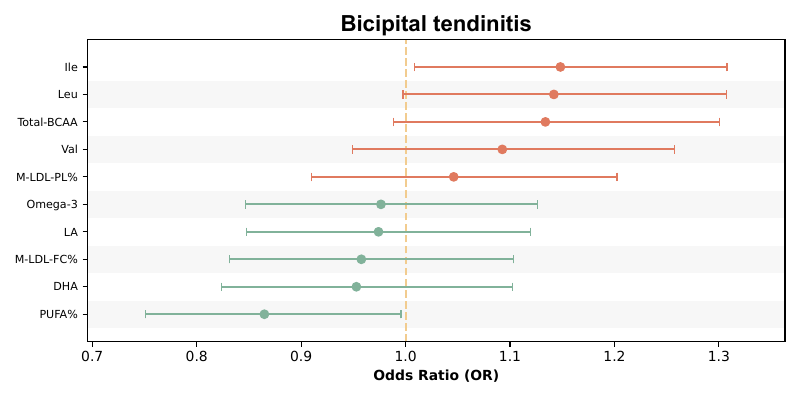 Bicipital tendinitis
Ile
Leu
Total-BCAA
Val
M-LDL-PL%
Omega-3
LA
M-LDL-FC%
DHA
PUFA%
0.7 0.8 0.9 1.0 1.1 1.2 1.3
Odds Ratio (OR)